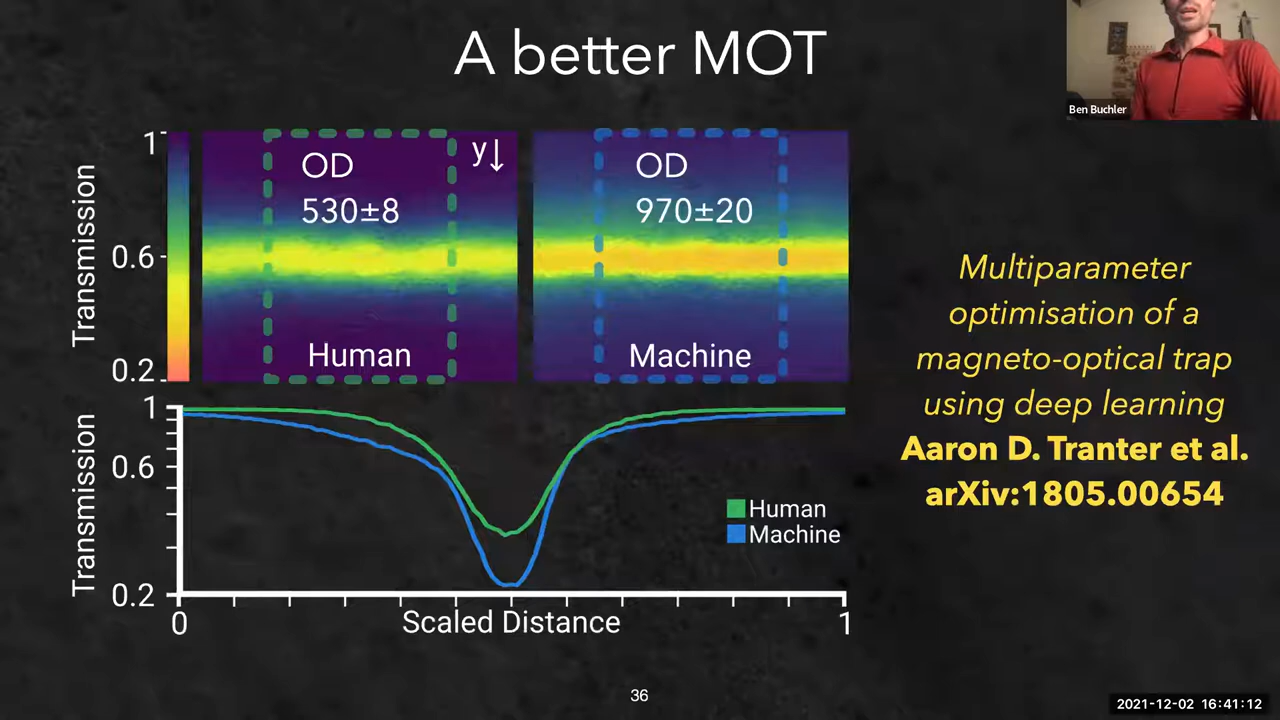 A better MOT
Ben Buchler
Transmission
1
0.6
0.2
OD
530±8
y↓
Human
OD
970±20
Machine
Multiparameter
optimisation of a
magneto-optical trap
using deep learning
Aaron D. Tranter et al.
arXiv:1805.00654
Transmission
1
0.6
0.2
Human
Machine
0
Scaled Distance
1
36
2021-12-02 16:41:12